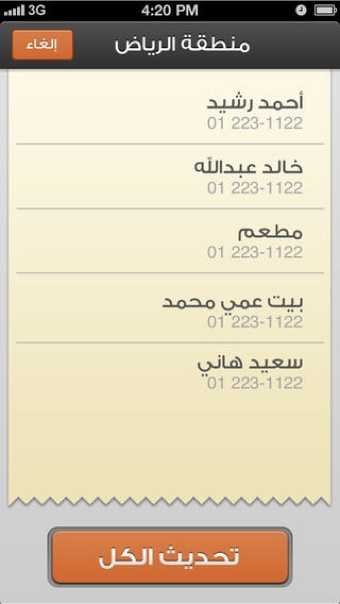 3G 4:20 PM
منطقة الرياض
إلغاء
أحمد رشيد
01 223-1122
خالد عبدالله
01 223-1122
مطعم
01 223-1122
بيت عمي محمد
01 223-1122
سعيد هاني
01 223-1122
تحديث الكل